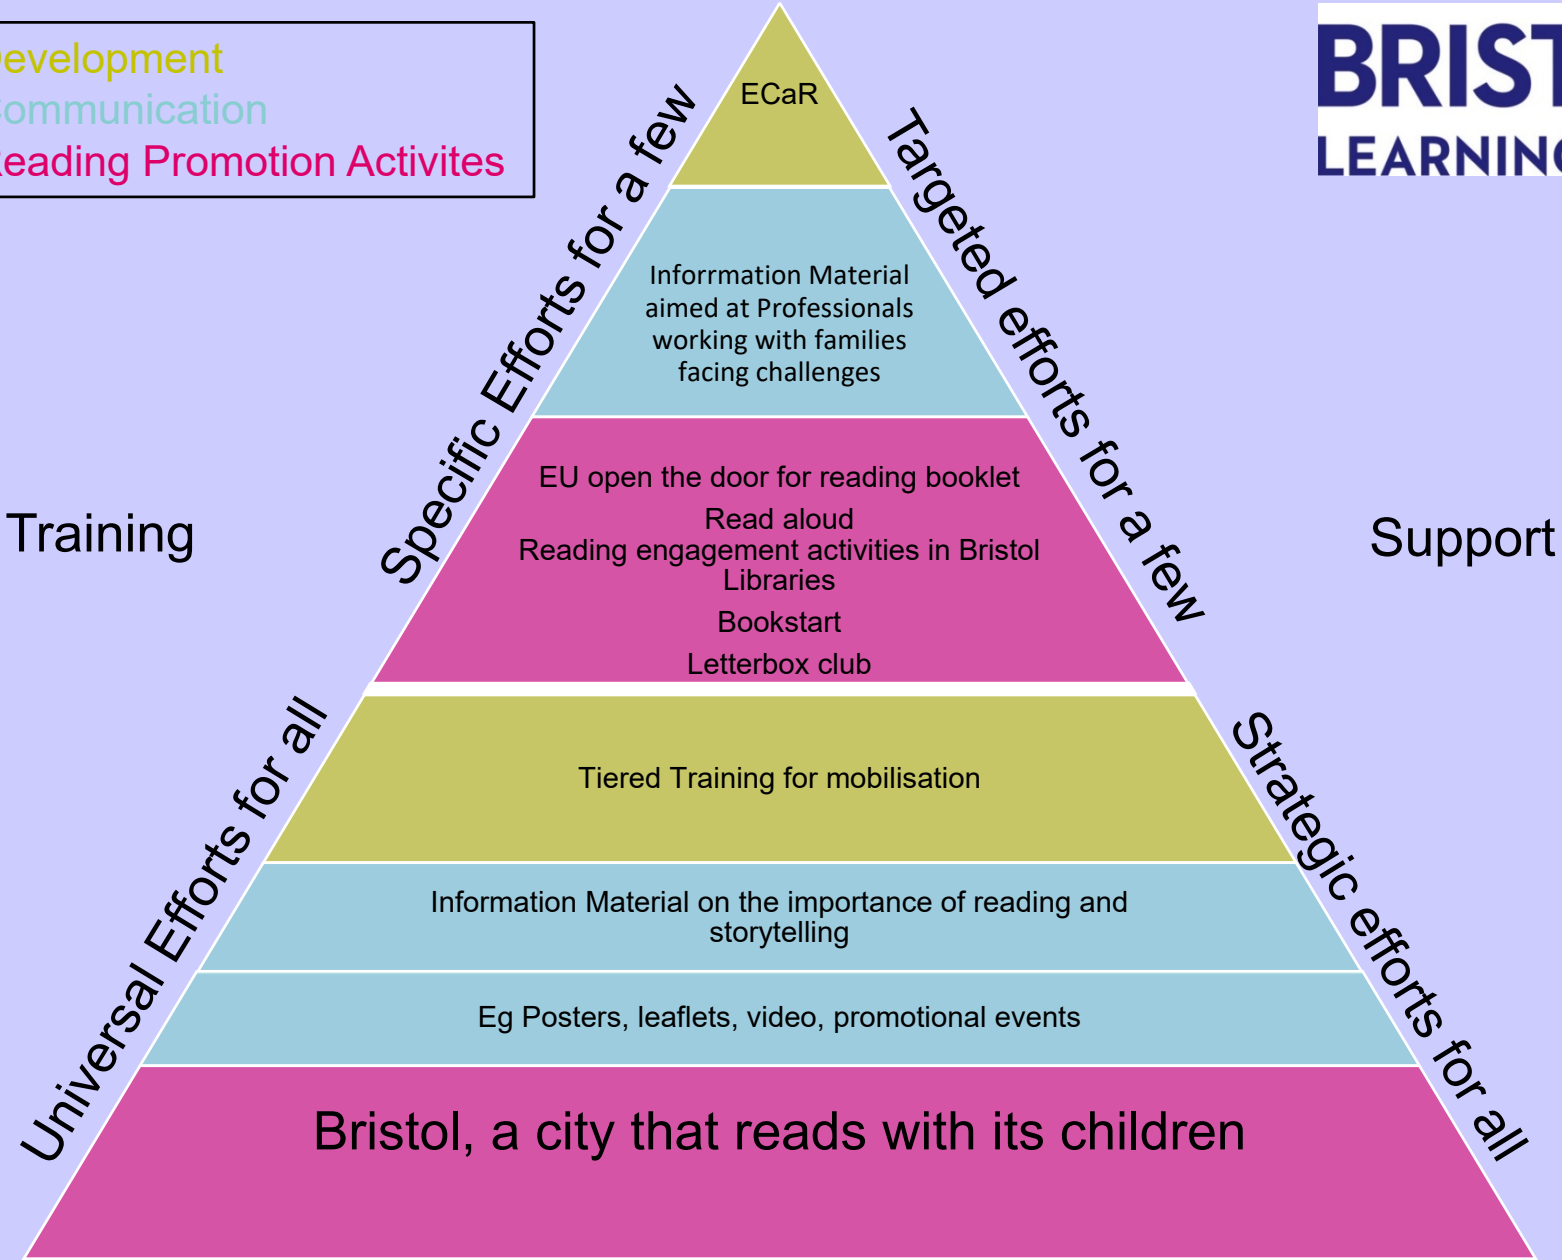 evelopment
ommunication
eading Promotion Activites
BRIST
LEARNING
ECaR
Specific Efforts for a few
Targeted efforts for a few
Inforrmation Material
aimed at Professionals
working with families
facing challenges
EU open the door for reading booklet
Read aloud
Reading engagement activities in Bristol
Libraries
Bookstart
Letterbox club
Training
Support
Universal Efforts for all
Strategic efforts for all
Tiered Training for mobilisation
Information Material on the importance of reading and
storytelling
Eg Posters, leaflets, video, promotional events
Bristol, a city that reads with its children